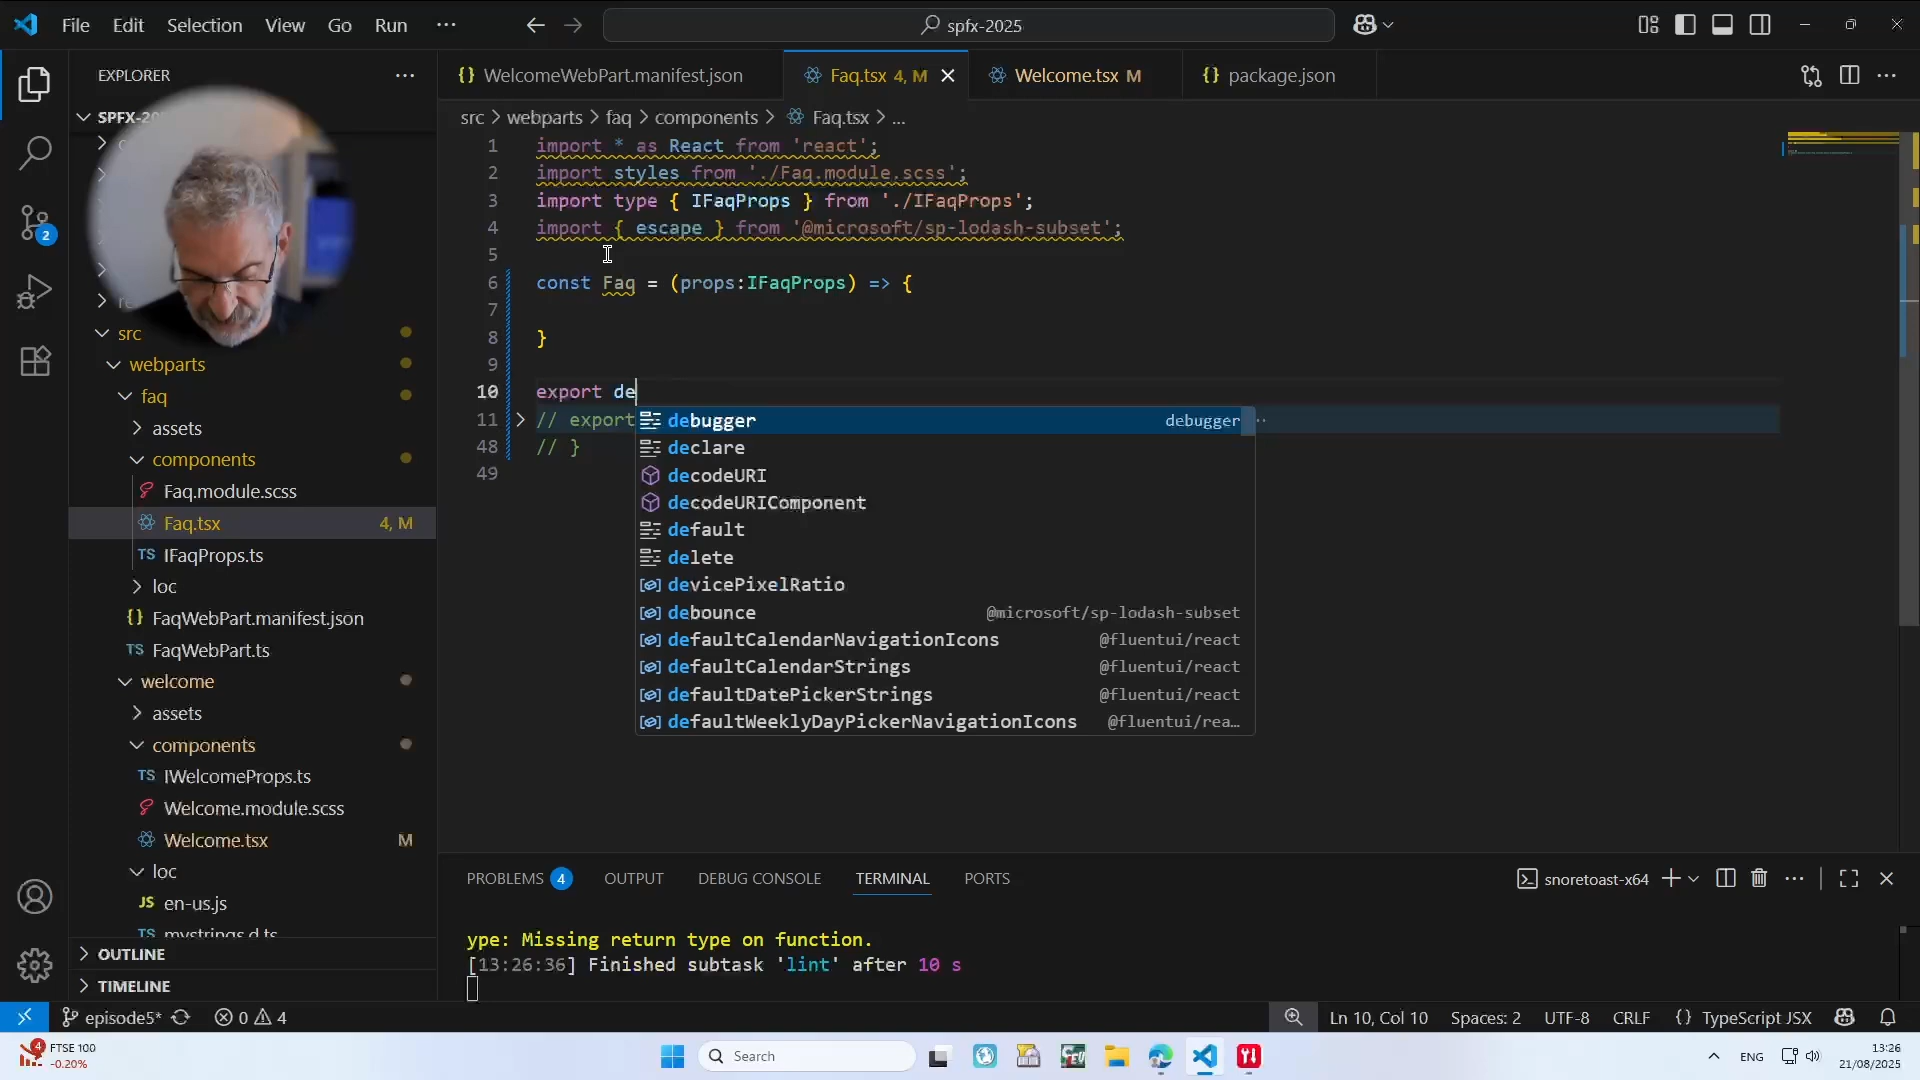 File Edit Selection View Go Run ···
spfx-2025
EXPLORER ···
WelcomeWebPart.manifest.json
Faq.tsx 4, M
Welcome.tsx M
package.json
src > webparts > faq > components > Faq.tsx > ...
SPFX-20
src
webparts
faq
assets
components
Faq.module.scss
Faq.tsx 4, M
TS IFaqProps.ts
loc
{} FaqWebPart.manifest.json
TS FaqWebPart.ts
welcome
assets
components
TS IWelcomeProps.ts
Welcome.module.scss
Welcome.tsx M
loc
JS en-us.js
TS mystrings.d.ts
OUTLINE
TIMELINE
2
1 import * as React from 'react';
2 import styles from './Faq.module.scss';
3 import type { IFaqProps } from './IFaqProps';
4 import { escape } from '@microsoft/sp-lodash-subset';
5
6 const Faq = (props:IFaqProps) => {
7
8 }
9
10 export de
11 // export
48 // }
49
debugger debugger
declare
decodeURI
decodeURIComponent
default
delete
devicePixelRatio
debounce @microsoft/sp-lodash-subset
defaultCalendarNavigationIcons @fluentui/react
defaultCalendarStrings @fluentui/react
defaultDatePickerStrings @fluentui/react
defaultWeeklyDayPickerNavigationIcons @fluentui/rea…
PROBLEMS 4 OUTPUT DEBUG CONSOLE TERMINAL PORTS
snoretoast-x64
ype: Missing return type on function.
[13:26:36] Finished subtask 'lint' after 10 s
episode5* 0 4
Ln 10, Col 10 Spaces: 2 UTF-8 CRLF {} TypeScript JSX
4
FTSE 100
-0.20%
Search
ENG
13:26
21/08/2025